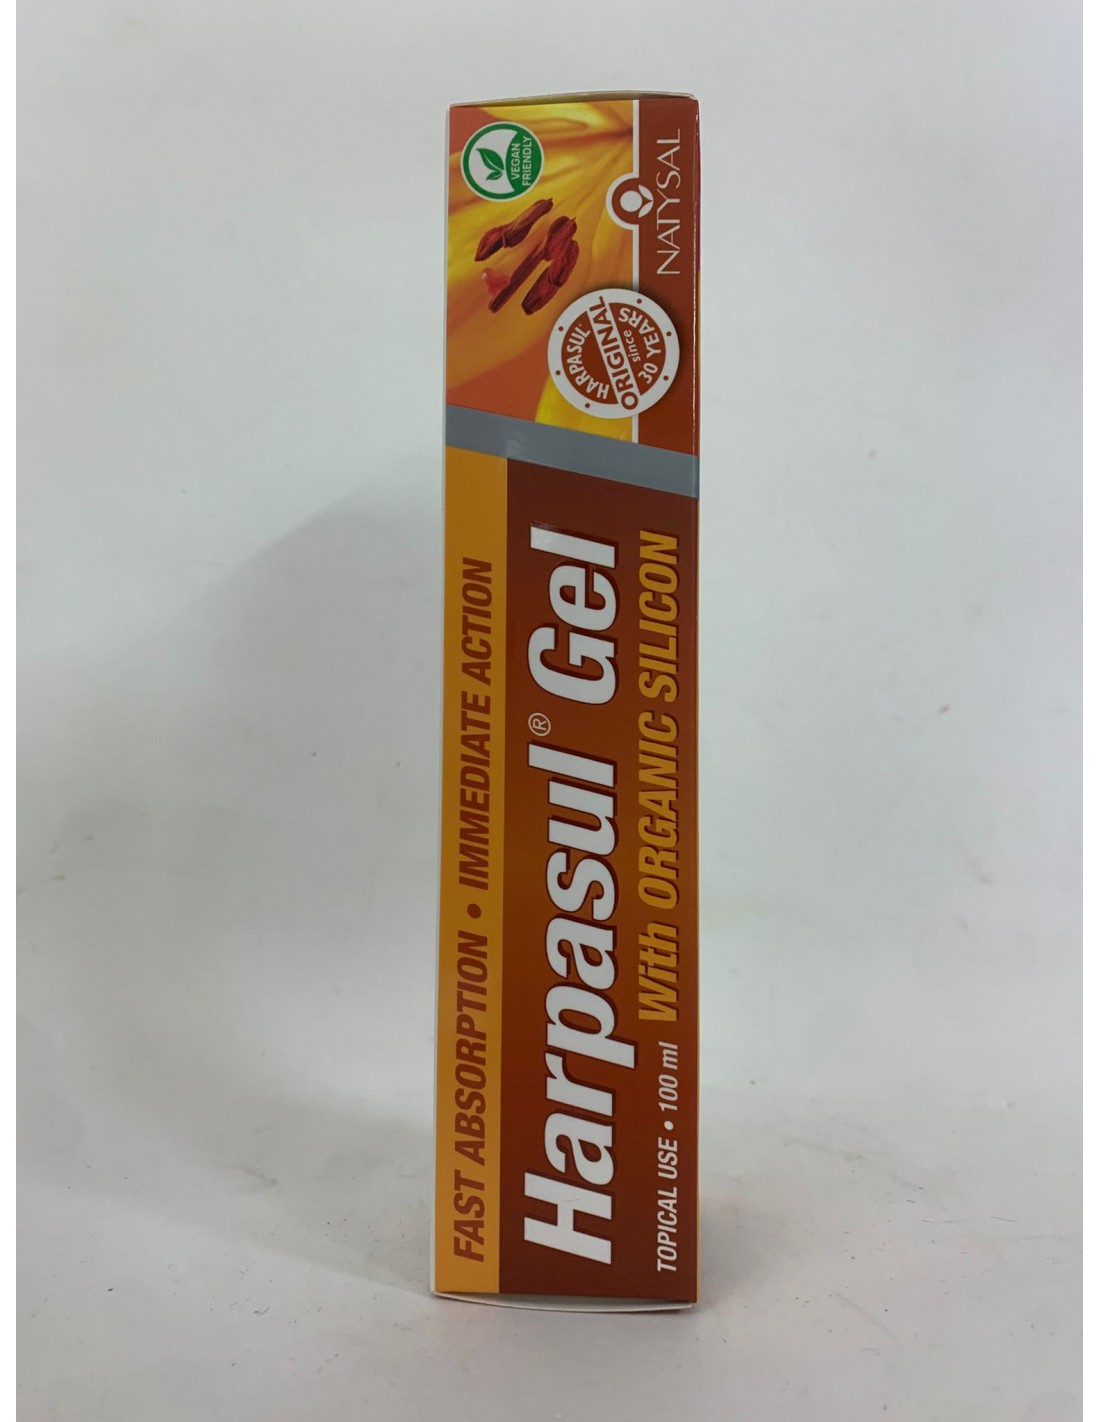 FAST ABSORPTION • IMMEDIATE ACTION
Harpasul® Gel
TOPICAL USE • 100 ml
With ORGANIC SILICON
VEGAN
FRIENDLY
HARPASUL®
ORIGINAL
since
30 YEARS
NATYSAL